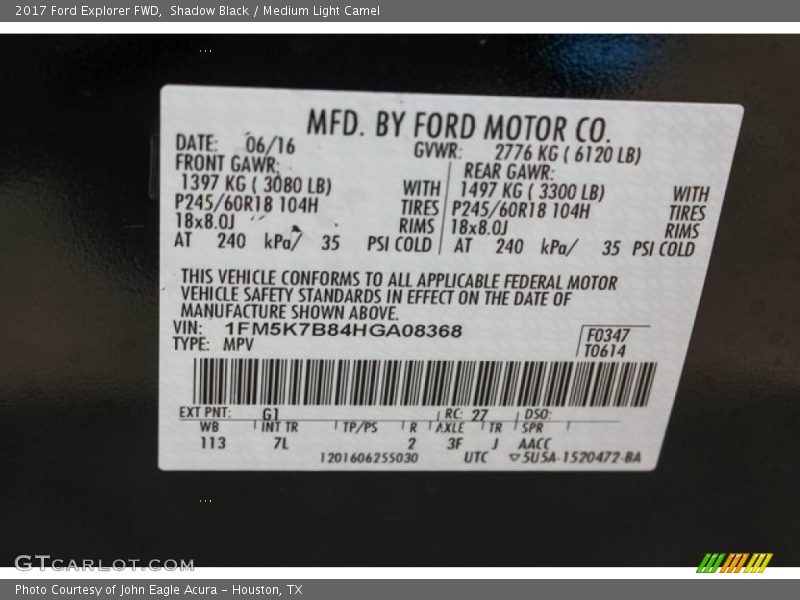 2017 Ford Explorer FWD, Shadow Black / Medium Light Camel
MFD. BY FORD MOTOR CO.
DATE: 06/16 GVWR: 2776 KG ( 6120 LB)
FRONT GAWR: REAR GAWR:
1397 KG ( 3080 LB) WITH 1497 KG ( 3300 LB) WITH
P245/60R18 104H TIRES P245/60R18 104H TIRES
18x8.0J RIMS 18x8.0J RIMS
AT 240 kPa/ 35 PSI COLD AT 240 kPa/ 35 PSI COLD
THIS VEHICLE CONFORMS TO ALL APPLICABLE FEDERAL MOTOR
VEHICLE SAFETY STANDARDS IN EFFECT ON THE DATE OF
MANUFACTURE SHOWN ABOVE.
VIN: 1FM5K7B84HGA08368 F0347
TYPE: MPV T0614
EXT PNT: G1 RC: 27 DSO:
WB INT TR TP/PS R AXLE TR SPR
113 7L 2 3F J AACC
1201606255030 UTC 5U5A-1520472-BA
GTCARLOT.COM
Photo Courtesy of John Eagle Acura - Houston, TX